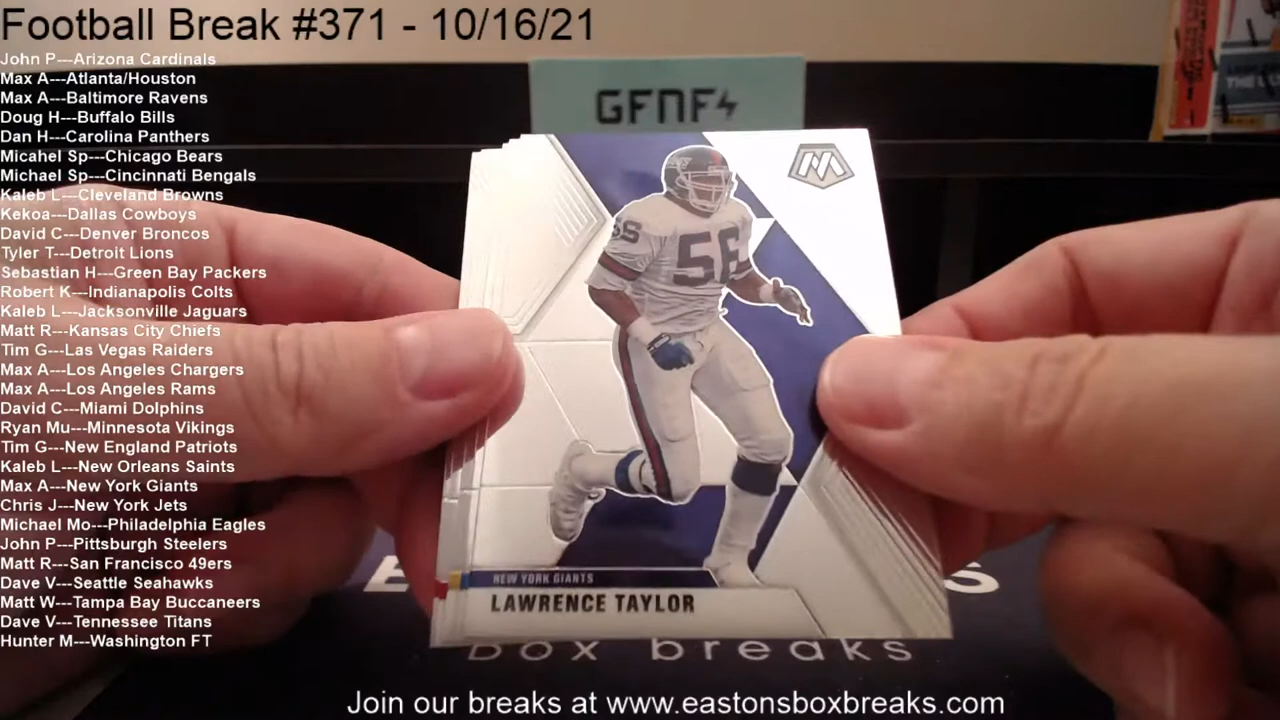 Football Break #371 - 10/16/21
John P---Arizona Cardinals
Max A---Atlanta/Houston
Max A---Baltimore Ravens
Doug H---Buffalo Bills
Dan H---Carolina Panthers
Micahel Sp---Chicago Bears
Michael Sp---Cincinnati Bengals
Kaleb L---Cleveland Browns
Kekoa---Dallas Cowboys
David C---Denver Broncos
Tyler T---Detroit Lions
Sebastian H---Green Bay Packers
Robert K---Indianapolis Colts
Kaleb L---Jacksonville Jaguars
Matt R---Kansas City Chiefs
Tim G---Las Vegas Raiders
Max A---Los Angeles Chargers
Max A---Los Angeles Rams
David C---Miami Dolphins
Ryan Mu---Minnesota Vikings
Tim G---New England Patriots
Kaleb L---New Orleans Saints
Max A---New York Giants
Chris J---New York Jets
Michael Mo---Philadelphia Eagles
John P---Pittsburgh Steelers
Matt R---San Francisco 49ers
Dave V---Seattle Seahawks
Matt W---Tampa Bay Buccaneers
Dave V---Tennessee Titans
Hunter M---Washington FT
GFNF
M
56
NEW YORK GIANTS
LAWRENCE TAYLOR
box breaks
Join our breaks at www.eastonsboxbreaks.com